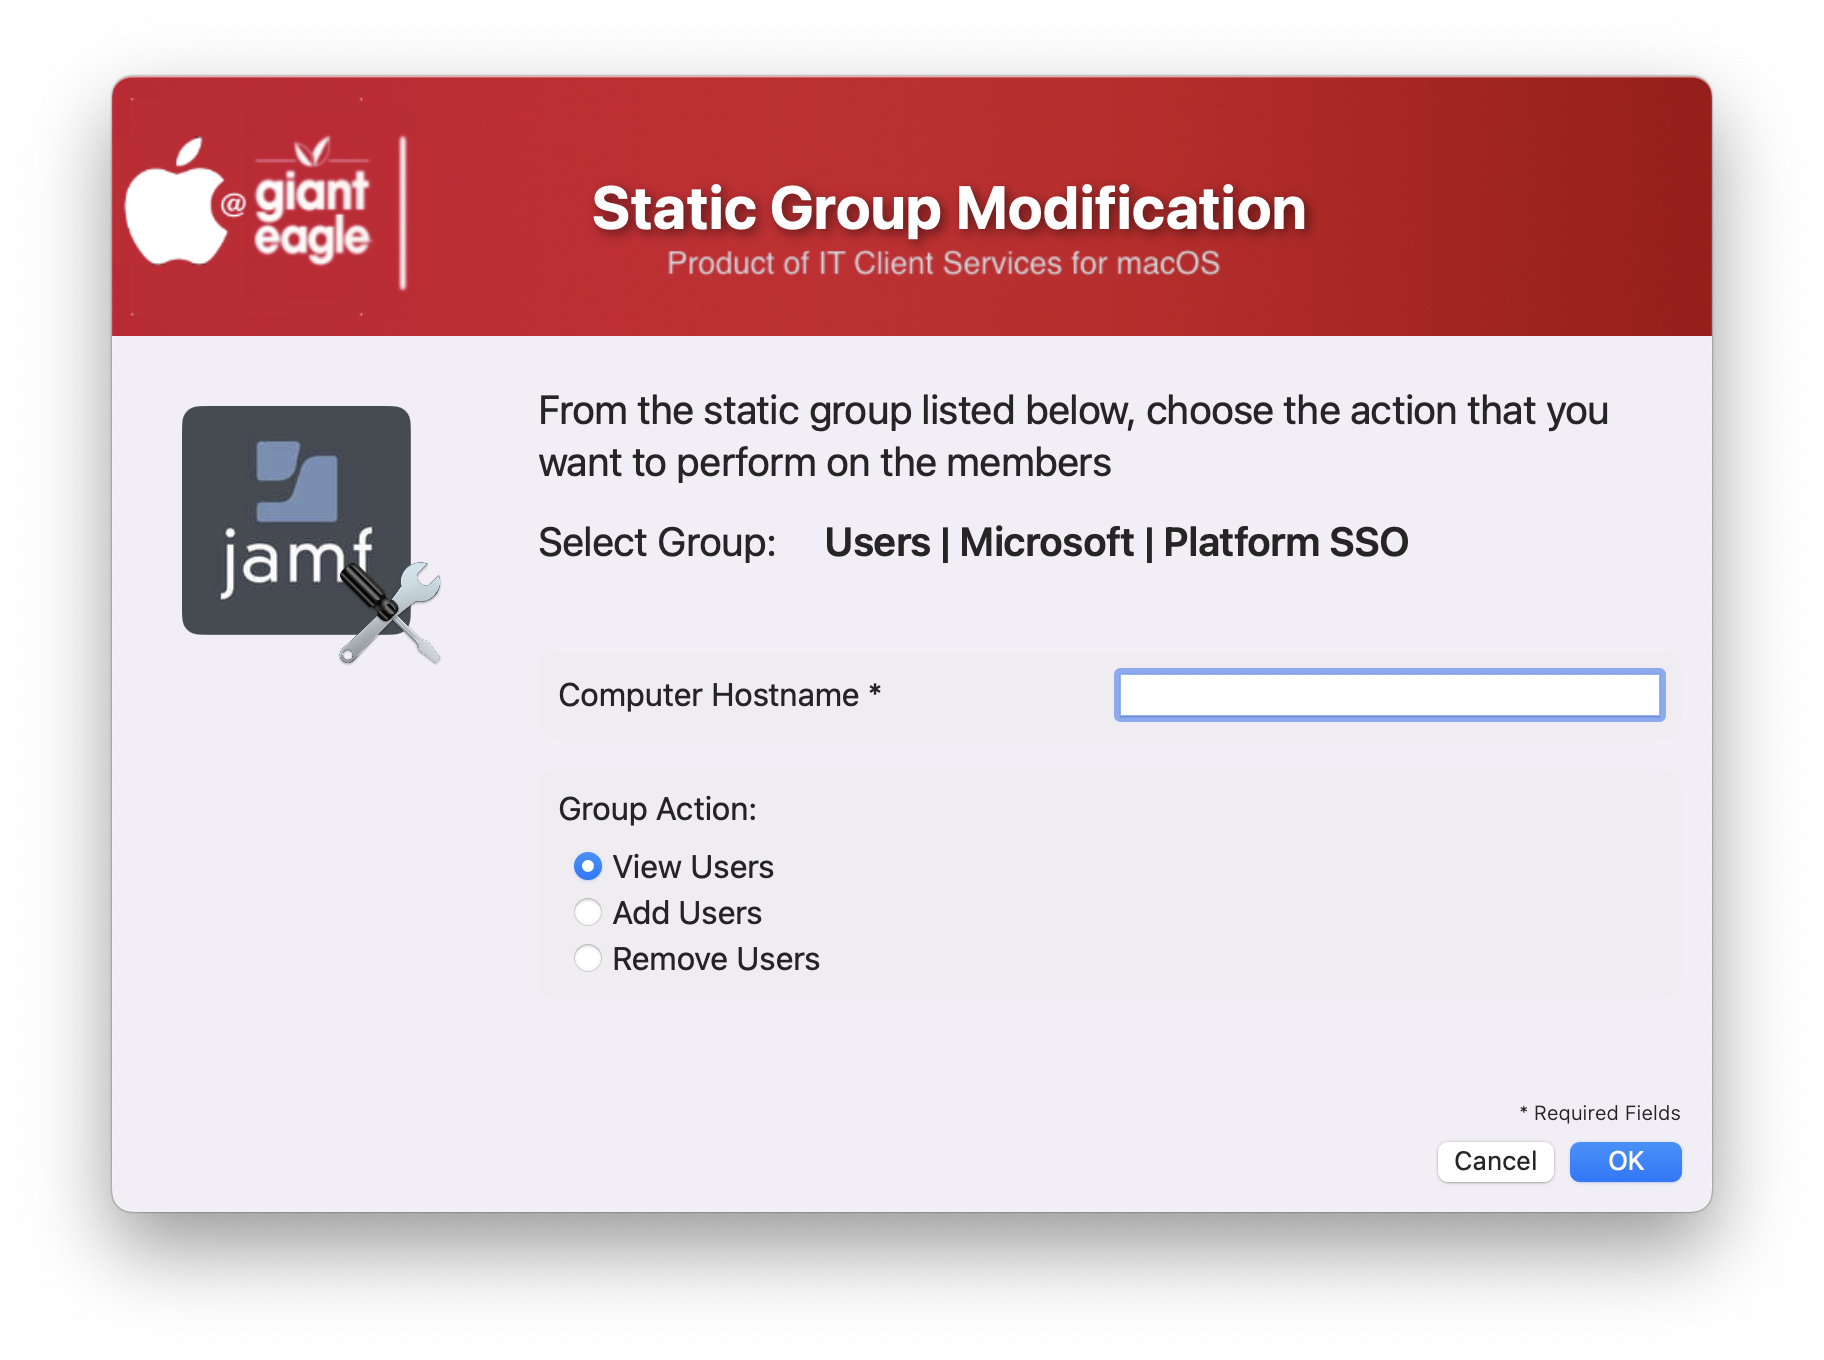 @ giant
eagle
Static Group Modification
Product of IT Client Services for macOS
From the static group listed below, choose the action that you
want to perform on the members
Select Group: Users | Microsoft | Platform SSO
jamf
Computer Hostname *
Group Action:
View Users
Add Users
Remove Users
* Required Fields
Cancel OK